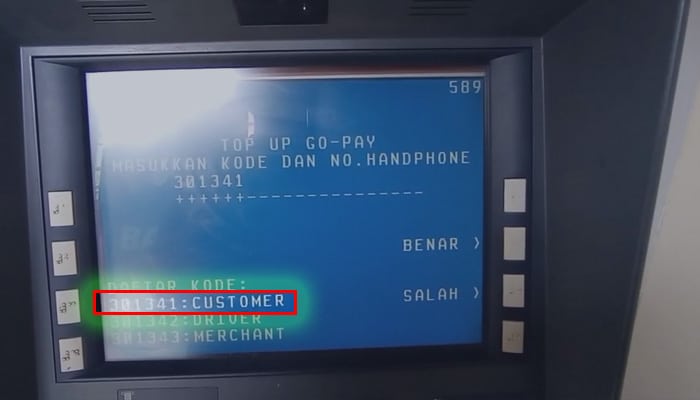 589
TOP UP GO-PAY
MASUKKAN KODE DAN NO.HANDPHONE
301341
++++++---------------
BENAR 〉
DAFTAR KODE:
301341:CUSTOMER
SALAH 〉
301342:DRIVER
301343:MERCHANT